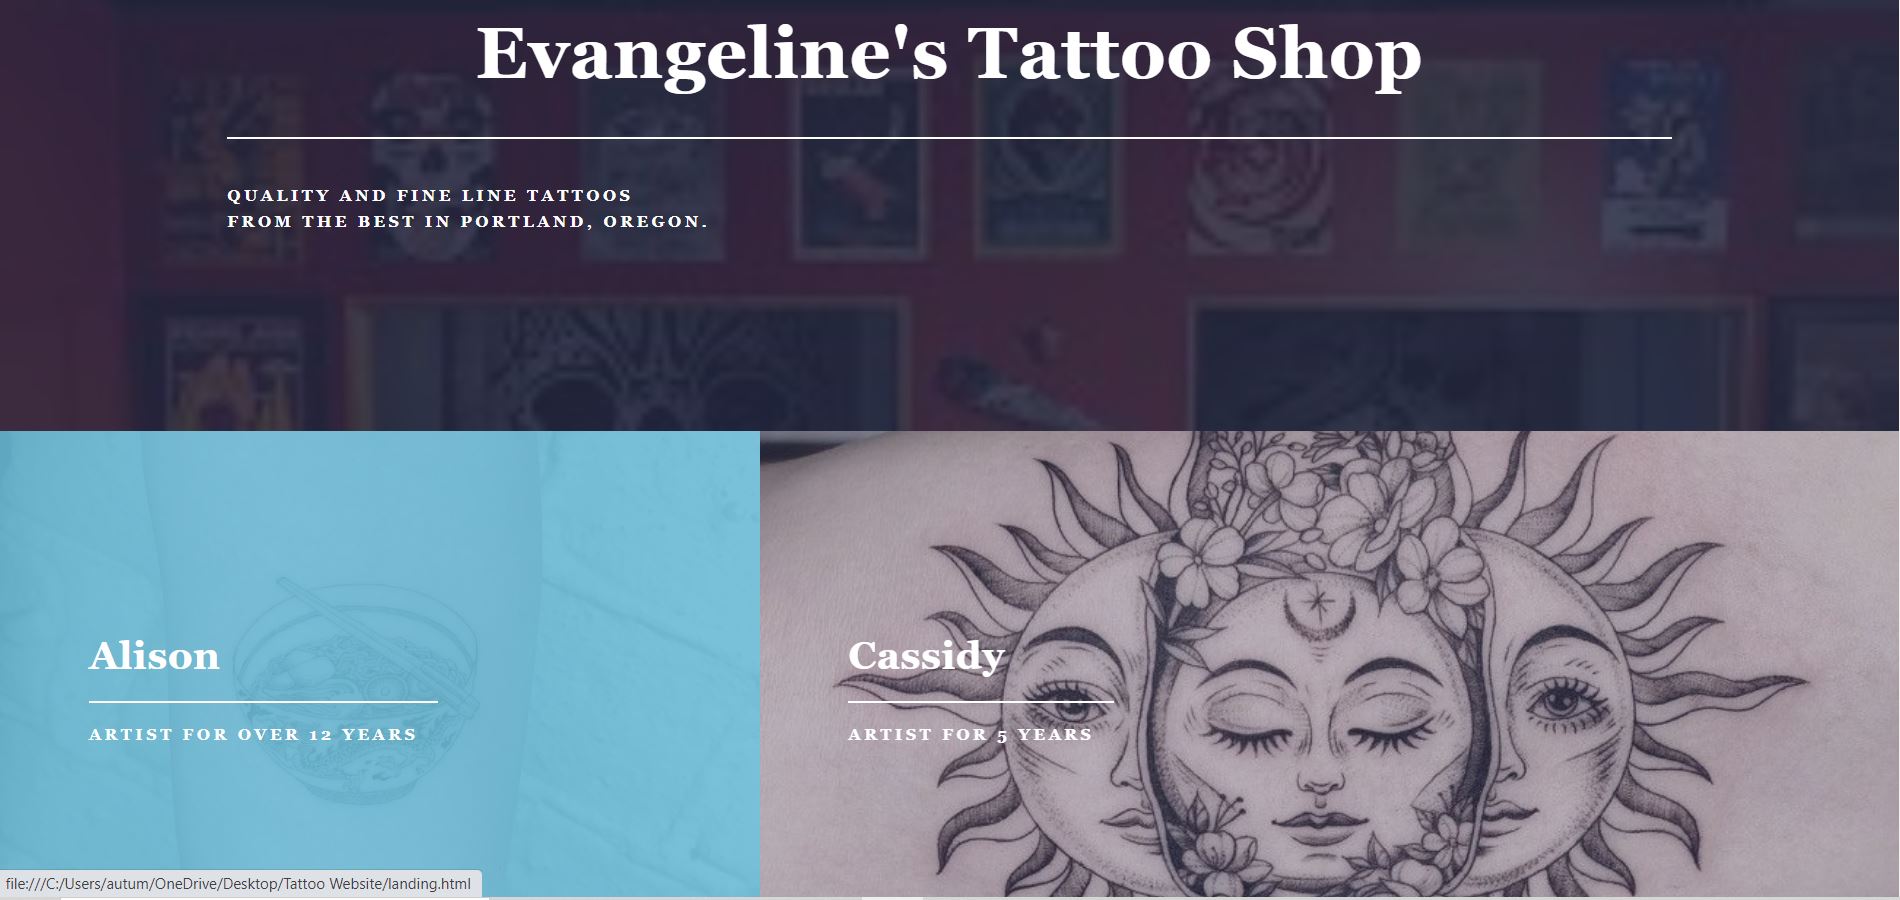 Evangeline's Tattoo Shop
QUALITY AND FINE LINE TATTOOS
FROM THE BEST IN PORTLAND, OREGON.
Alison
ARTIST FOR OVER 12 YEARS
Cassidy
ARTIST FOR 5 YEARS
file:///C:/Users/autum/OneDrive/Desktop/Tattoo Website/landing.html